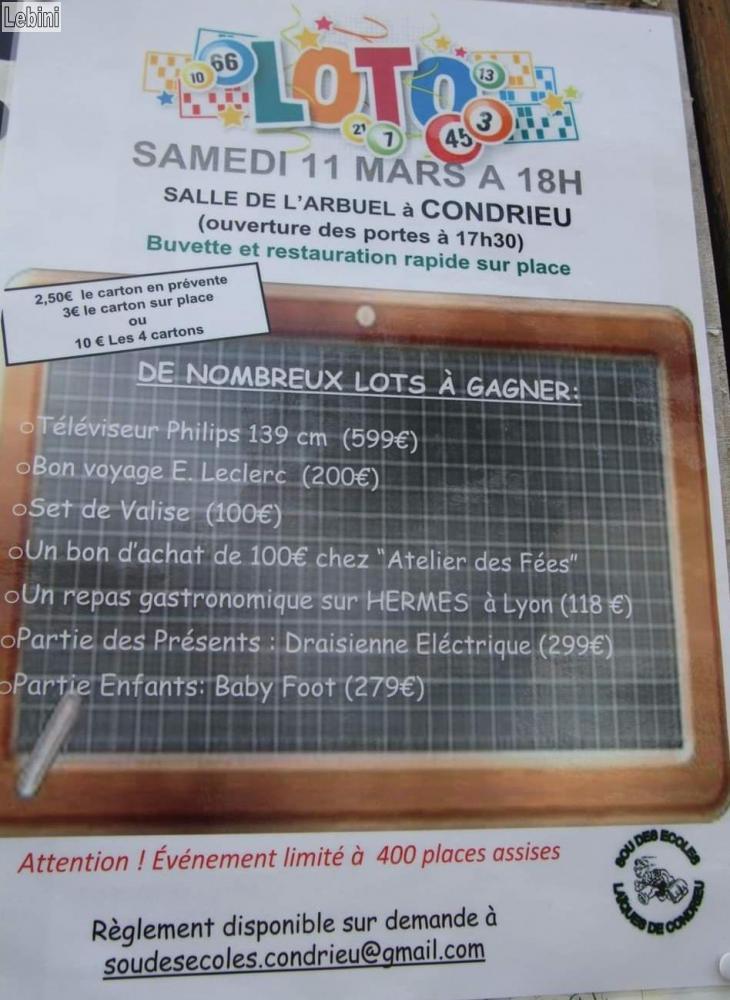 Lebini
66
10
LOTO
13
21
7
45
3
SAMEDI 11 MARS A 18H
SALLE DE L'ARBUEL à CONDRIEU
(ouverture des portes à 17h30)
Buvette et restauration rapide sur place
2,50€ le carton en prévente
3€ le carton sur place
ou
10 € Les 4 cartons
DE NOMBREUX LOTS À GAGNER:
○Téléviseur Philips 139 cm (599€)
○Bon voyage E. Leclerc (200€)
○Set de Valise (100€)
○Un bon d'achat de 100€ chez "Atelier des Fées"
○Un repas gastronomique sur HERMES à Lyon (118 €)
○Partie des Présents : Draisienne Eléctrique (299€)
○Partie Enfants: Baby Foot (279€)
Attention ! Événement limité à 400 places assises
SOU DES ECOLES
LAÏQUES DE CONDRIEU
Règlement disponible sur demande à
soudesecoles.condrieu@gmail.com